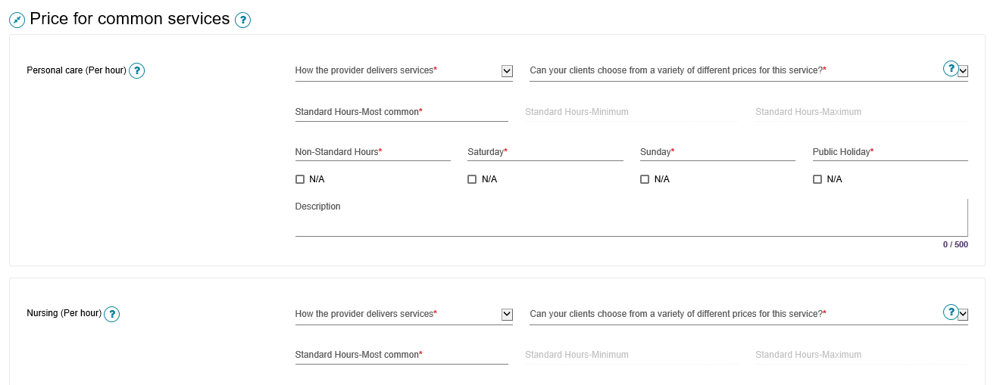 Price for common services ?
Personal care (Per hour) ?
How the provider delivers services*
Can your clients choose from a variety of different prices for this service?* ?
Standard Hours-Most common*
Standard Hours-Minimum
Standard Hours-Maximum
Non-Standard Hours*
Saturday*
Sunday*
Public Holiday*
N/A
N/A
N/A
N/A
Description
0 / 500
Nursing (Per hour) ?
How the provider delivers services*
Can your clients choose from a variety of different prices for this service?* ?
Standard Hours-Most common*
Standard Hours-Minimum
Standard Hours-Maximum